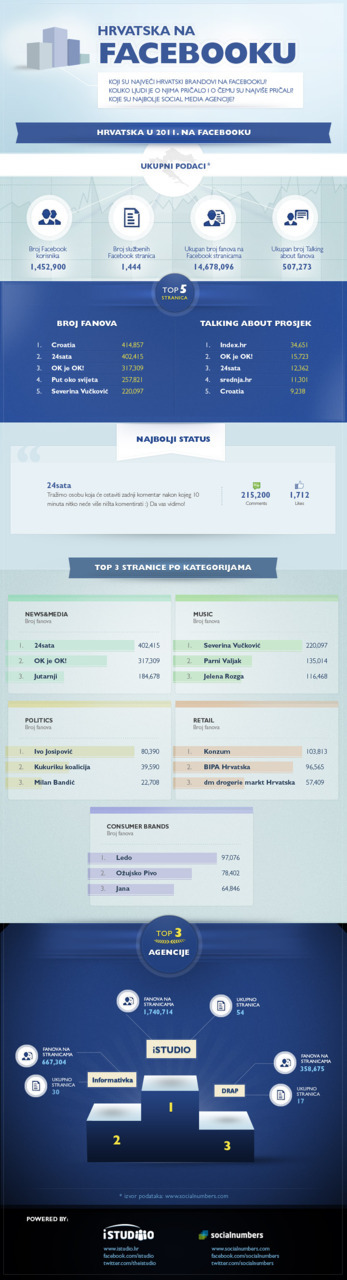 HRVATSKA NA
FACEBOOKU
KOJI SU NAJVEĆI HRVATSKI BRANDOVI NA FACEBOOKU?
KOLIKO LJUDI JE O NJIMA PRIČALO I O ČEMU SU NAJVIŠE PRIČALI?
KOJE SU NAJBOLJE SOCIAL MEDIA AGENCIJE?
HRVATSKA U 2011. NA FACEBOOKU
UKUPNI PODACI*
Broj Facebook
korisnika
1,452,900
Broj službenih
Facebook stranica
1,444
Ukupan broj fanova na
Facebook stranicama
14,678,096
Ukupni broj Talking
about fanova
507,273
TOP 5
STRANICA
BROJ FANOVA
1. Croatia 414,857
2. 24sata 402,415
3. OK je OK! 317,309
4. Put oko svijeta 257,821
5. Severina Vučković 220,097
TALKING ABOUT PROSJEK
1. Index.hr 34,651
2. OK je OK! 15,723
3. 24sata 12,362
4. srednja.hr 11,301
5. Croatia 9,238
NAJBOLJI STATUS
24sata
Tražimo osobu koja će ostaviti zadnji komentar nakon kojeg 10
minuta nitko neće više ništa komentirati :) Da vas vidimo!
215,200
Comments
1,712
Likes
TOP 3 STRANICE PO KATEGORIJAMA
NEWS&MEDIA
Broj fanova
1. 24sata 402,415
2. OK je OK! 317,309
3. Jutarnji 184,678
MUSIC
Broj fanova
1. Severina Vučković 220,097
2. Parni Valjak 135,014
3. Jelena Rozga 116,468
POLITICS
Broj fanova
1. Ivo Josipović 80,390
2. Kukuriku koalicija 39,590
3. Milan Bandić 22,708
RETAIL
Broj fanova
1. Konzum 103,813
2. BIPA Hrvatska 96,565
3. dm drogerie markt Hrvatska 57,409
CONSUMER BRANDS
Broj fanova
1. Ledo 97,076
2. Ožujsko Pivo 78,402
3. Jana 64,846
TOP 3
AGENCIJE
FANOVA NA
STRANICAMA
1,740,714
UKUPNO
STRANICA
54
iSTUDIO
FANOVA NA
STRANICAMA
667,304
UKUPNO
STRANICA
30
Informativka
FANOVA NA
STRANICAMA
358,675
UKUPNO
STRANICA
17
DRAP
1
2
3
* izvor podataka: www.socialnumbers.com
POWERED BY:
iSTUDIO
www.istudio.hr
facebook.com/istudio
twitter.com/theistudio
socialnumbers
www.socialnumbers.com
facebook.com/socialnumbers
twitter.com/socialnumbers